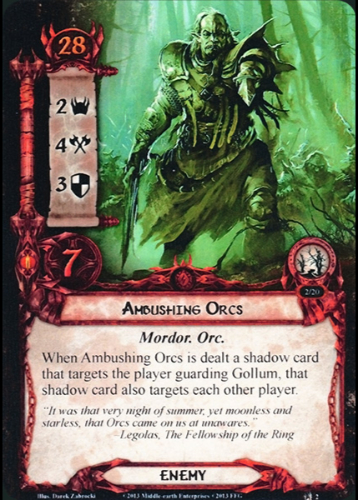 28
2
4
3
7
2/20
Ambushing Orcs
Mordor. Orc.
When Ambushing Orcs is dealt a shadow card
that targets the player guarding Gollum, that
shadow card also targets each other player.
"It was that very night of summer, yet moonless and
starless, that Orcs came on us at unawares."
–Legolas, The Fellowship of the Ring
ENEMY
Illus. Darek Zabrocki ©2013 Middle-earth Enterprises ©2013 FFG